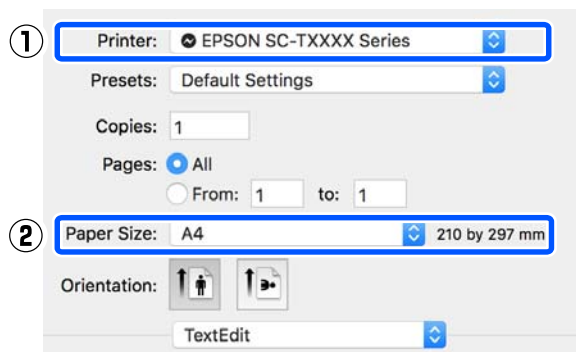 ① Printer: EPSON SC-TXXXX Series
Presets: Default Settings
Copies: 1
Pages: All
From: 1 to: 1
② Paper Size: A4 210 by 297 mm
Orientation:
TextEdit